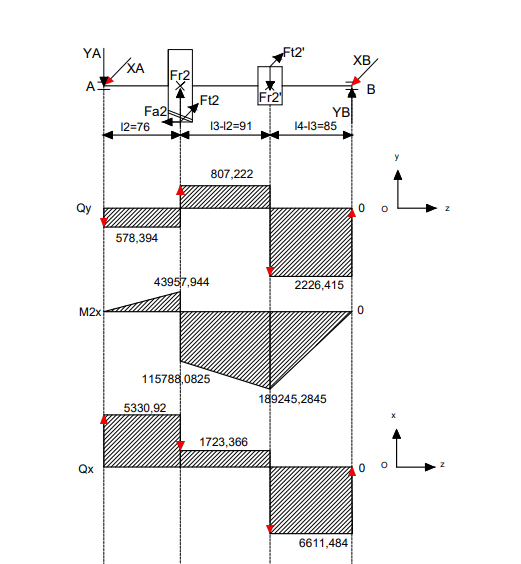 YA
XA
XB
Ft2'
A
Fr2
Fr2'
B
Fa2
Ft2
YB
l2=76
l3-l2=91
l4-l3=85
807,222
y
Qy
0
O
z
578,394
43957,944
2226,415
M2x
0
115788,0825
189245,2845
5330,92
x
1723,366
Qx
0
O
z
6611,484